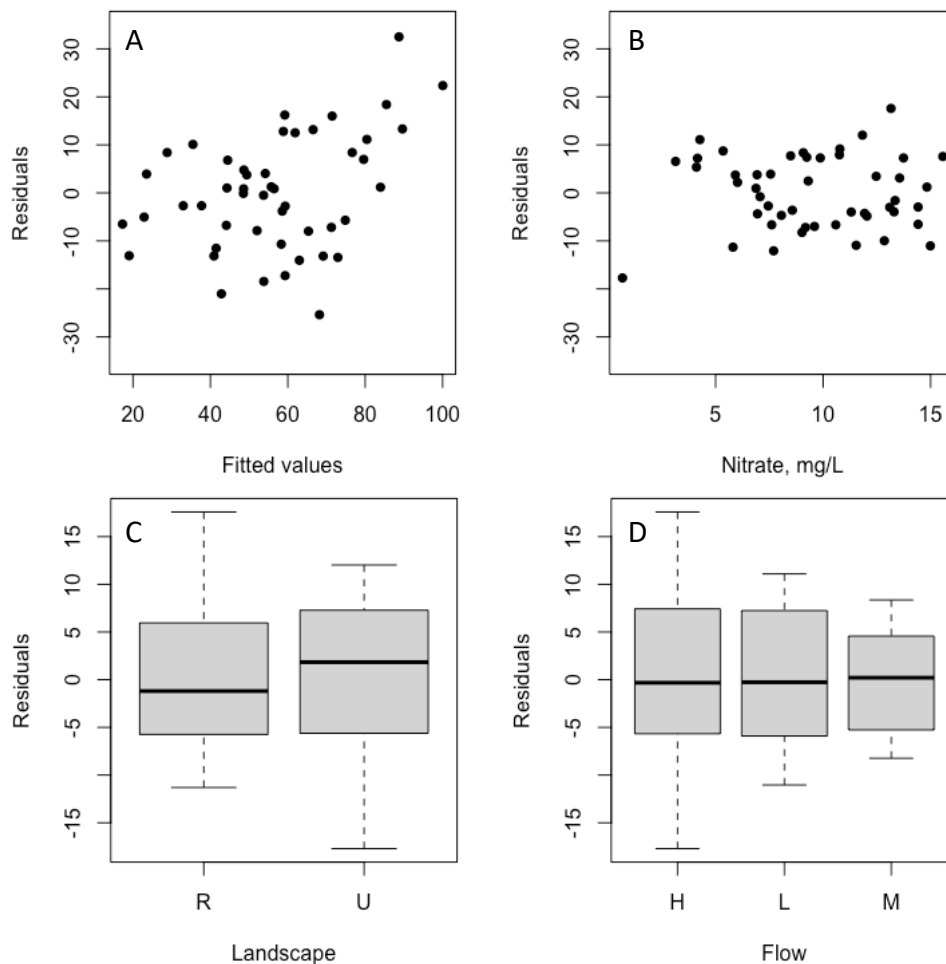 A
Residuals
30
20
10
0
-10
-30
20
40
60
80
100
Fitted values
B
Residuals
30
20
10
0
-10
-30
5
10
15
Nitrate, mg/L
C
Residuals
15
10
5
0
-5
-15
R
U
Landscape
D
Residuals
15
10
5
0
-5
-15
H
L
M
Flow